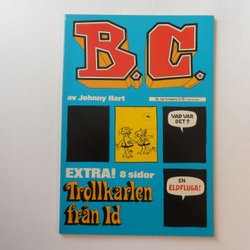 B.C.
av Johnny Hart
VAD VAR
DET?
EXTRA! 8 sidor
Trollkarlen
från Id
EN
ELDFLUGA!